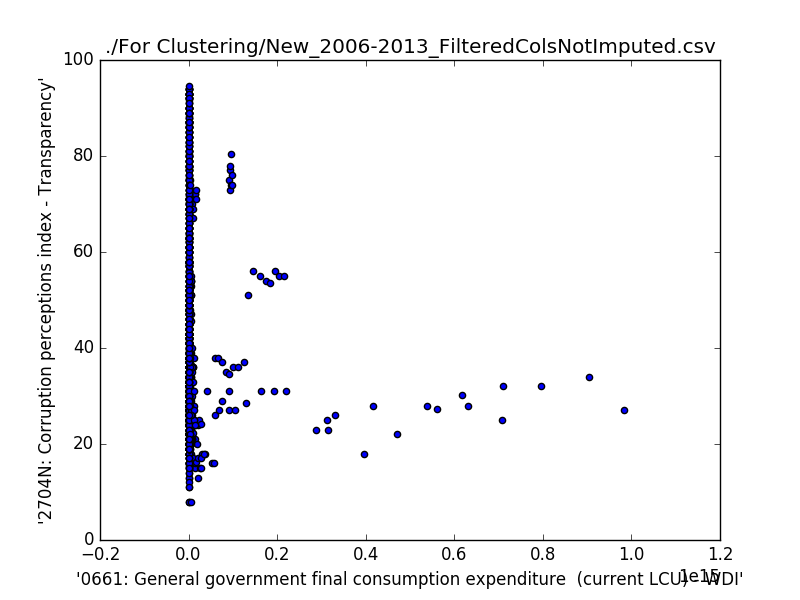 ./For Clustering/New_2006-2013_FilteredColsNotImputed.csv
100
80
60
40
20
0
'2704N: Corruption perceptions index - Transparency'
−0.2 0.0 0.2 0.4 0.6 0.8 1.0 1.2
1e15
'0661: General government final consumption expenditure  (current LCU) - WDI'